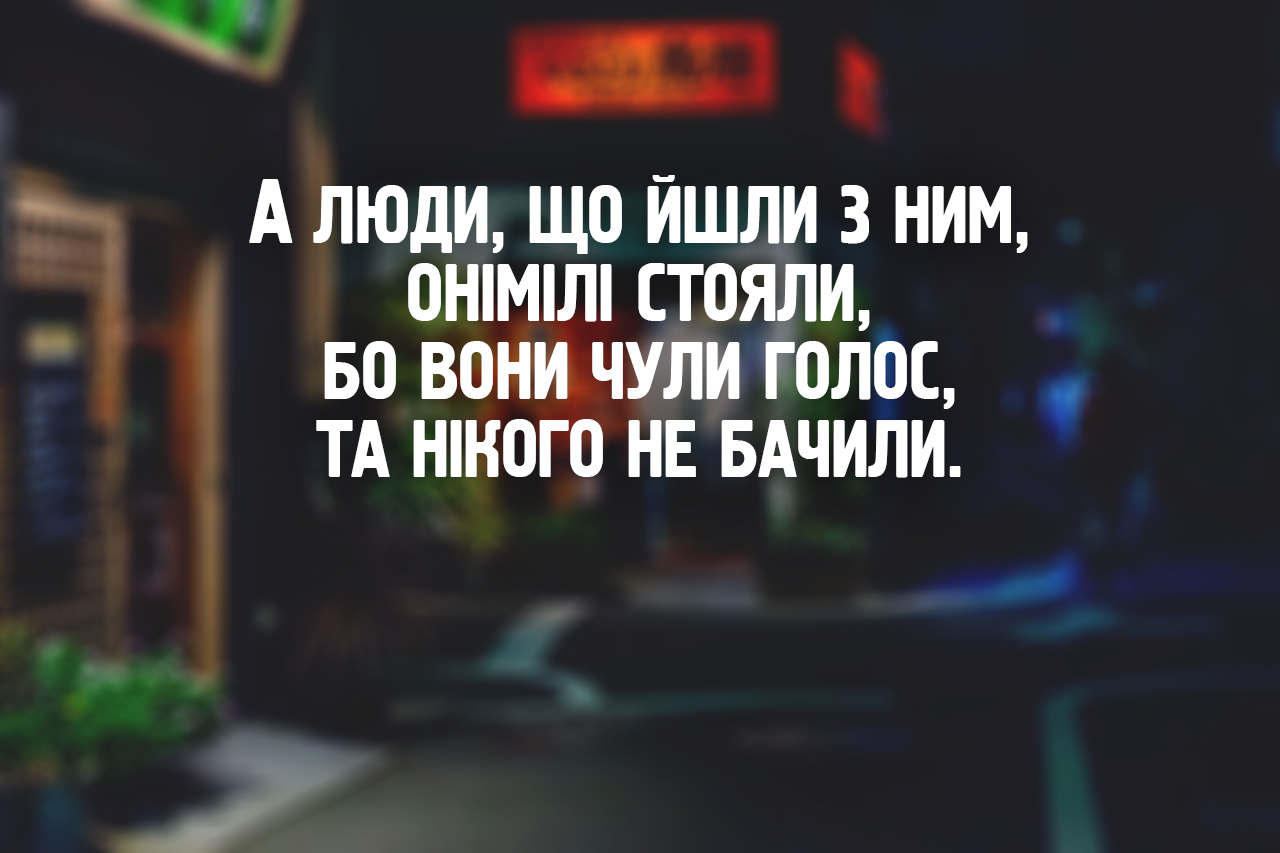 А ЛЮДИ, ЩО ЙШЛИ З НИМ,
ОНІМІЛІ СТОЯЛИ,
БО ВОНИ ЧУЛИ ГОЛОС,
ТА НІКОГО НЕ БАЧИЛИ.